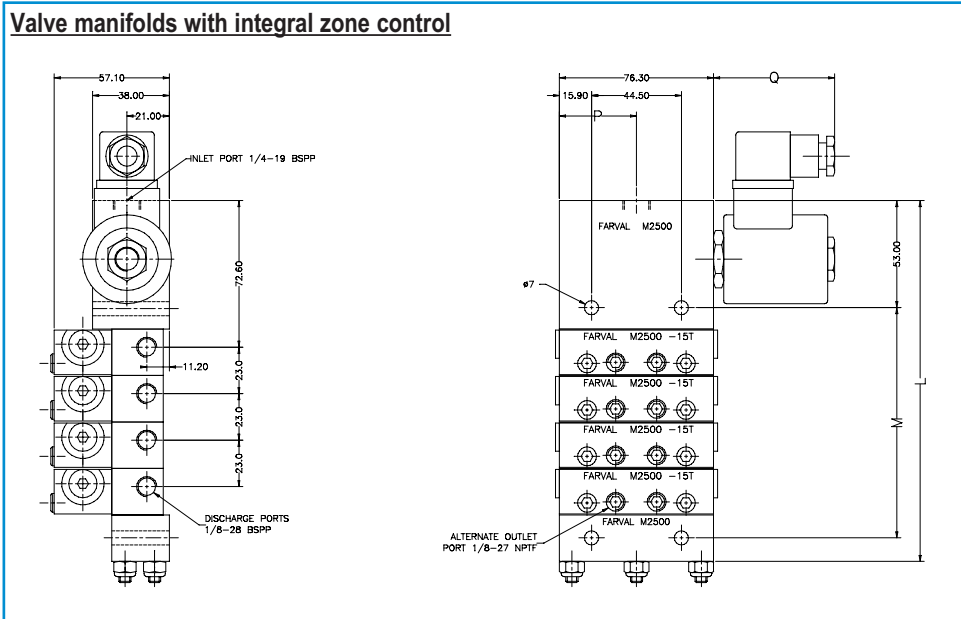 Valve manifolds with integral zone control
57.10
38.00
21.00
INLET PORT 1/4-19 BSPP
72.60
11.20
23.0
23.0
23.0
DISCHARGE PORTS
1/8-28 BSPP
76.30
Q
15.90
44.50
P
FARVAL M2500
53.00
ø7
FARVAL M2500 -15T
FARVAL M2500 -15T
FARVAL M2500 -15T
FARVAL M2500 -15T
FARVAL M2500
M
L
ALTERNATE OUTLET
PORT 1/8-27 NPTF